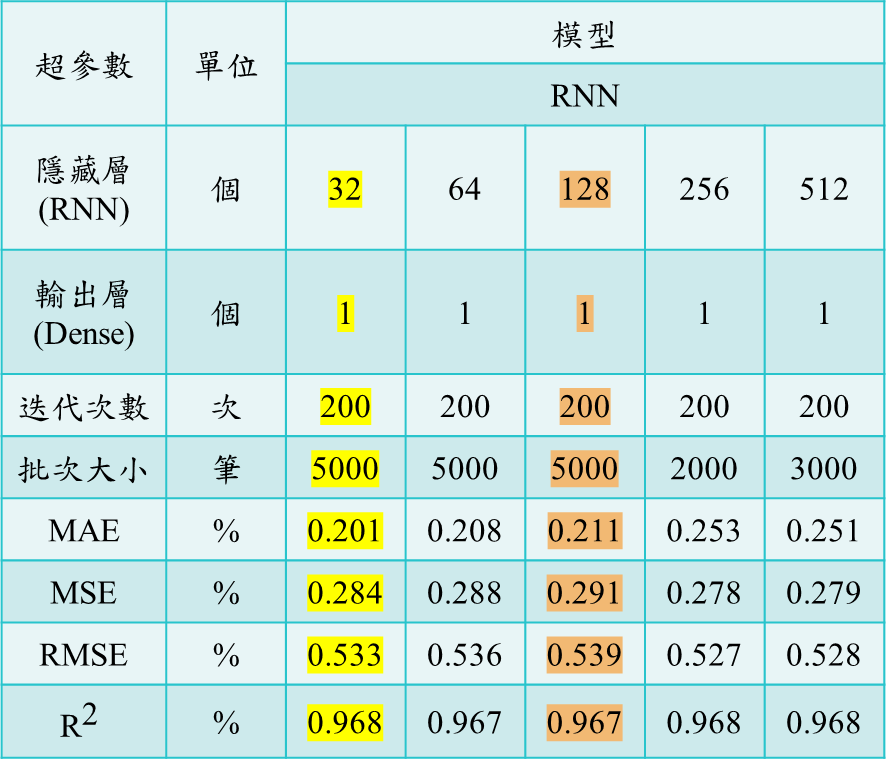 超參數 單位 模型
RNN
隱藏層
(RNN) 個 32 64 128 256 512
輸出層
(Dense) 個 1 1 1 1 1
迭代次數 次 200 200 200 200 200
批次大小 筆 5000 5000 5000 2000 3000
MAE % 0.201 0.208 0.211 0.253 0.251
MSE % 0.284 0.288 0.291 0.278 0.279
RMSE % 0.533 0.536 0.539 0.527 0.528
R² % 0.968 0.967 0.967 0.968 0.968